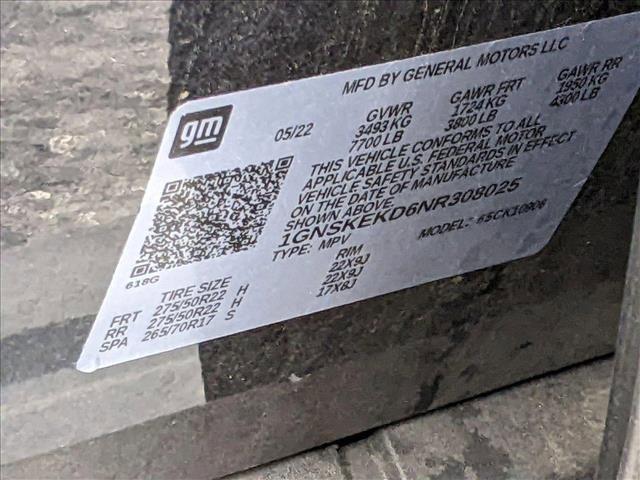 MFD BY GENERAL MOTORS LLC
gm
05/22
GVWR GAWR FRT GAWR RR
3493 KG 1724 KG 1950 KG
7700 LB 3800 LB 4300 LB
THIS VEHICLE CONFORMS TO ALL
APPLICABLE U.S. FEDERAL MOTOR
VEHICLE SAFETY STANDARDS IN EFFECT
ON THE DATE OF MANUFACTURE
SHOWN ABOVE.
1GNSKEKD6NR308025
TYPE: MPV MODEL: 65CK10906
618G
TIRE SIZE RIM
FRT 275/50R22 H 22X9J
RR 275/50R22 H 22X9J
SPA 265/70R17 S 17X8J